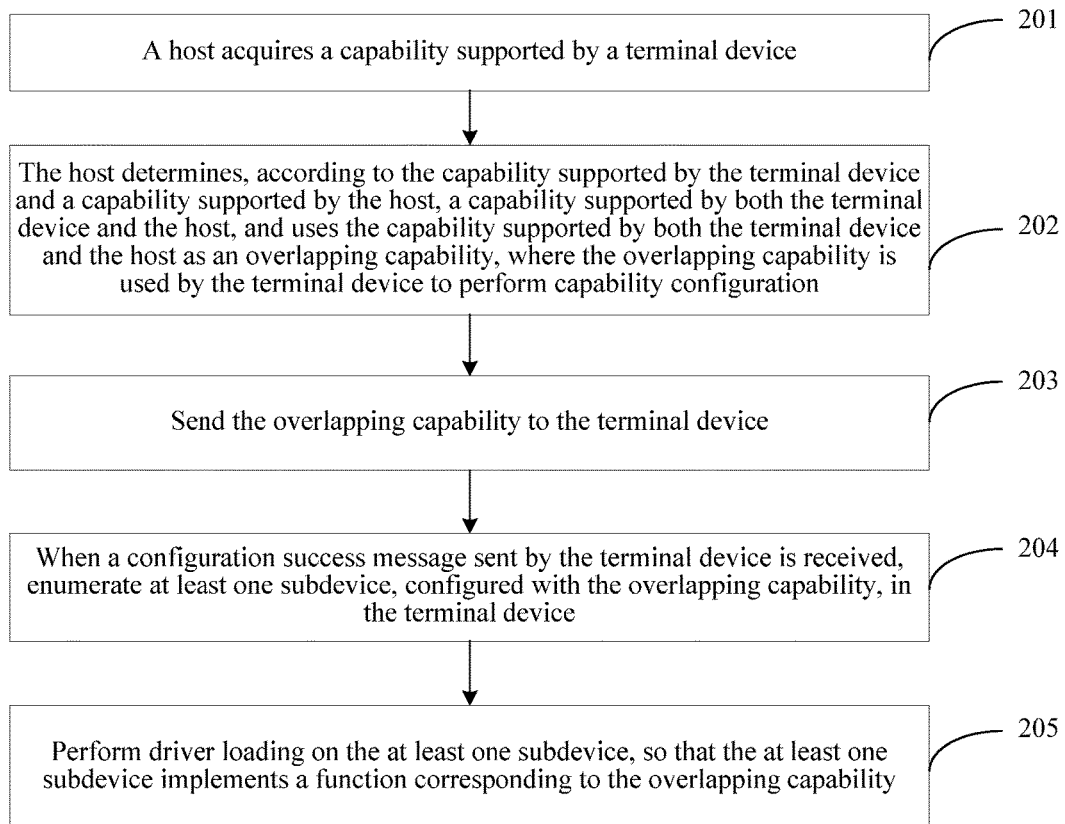 201
A host acquires a capability supported by a terminal device
The host determines, according to the capability supported by the terminal device
and a capability supported by the host, a capability supported by both the terminal
device and the host, and uses the capability supported by both the terminal device
and the host as an overlapping capability, where the overlapping capability is
used by the terminal device to perform capability configuration
202
203
Send the overlapping capability to the terminal device
204
When a configuration success message sent by the terminal device is received,
enumerate at least one subdevice, configured with the overlapping capability, in
the terminal device
205
Perform driver loading on the at least one subdevice, so that the at least one
subdevice implements a function corresponding to the overlapping capability